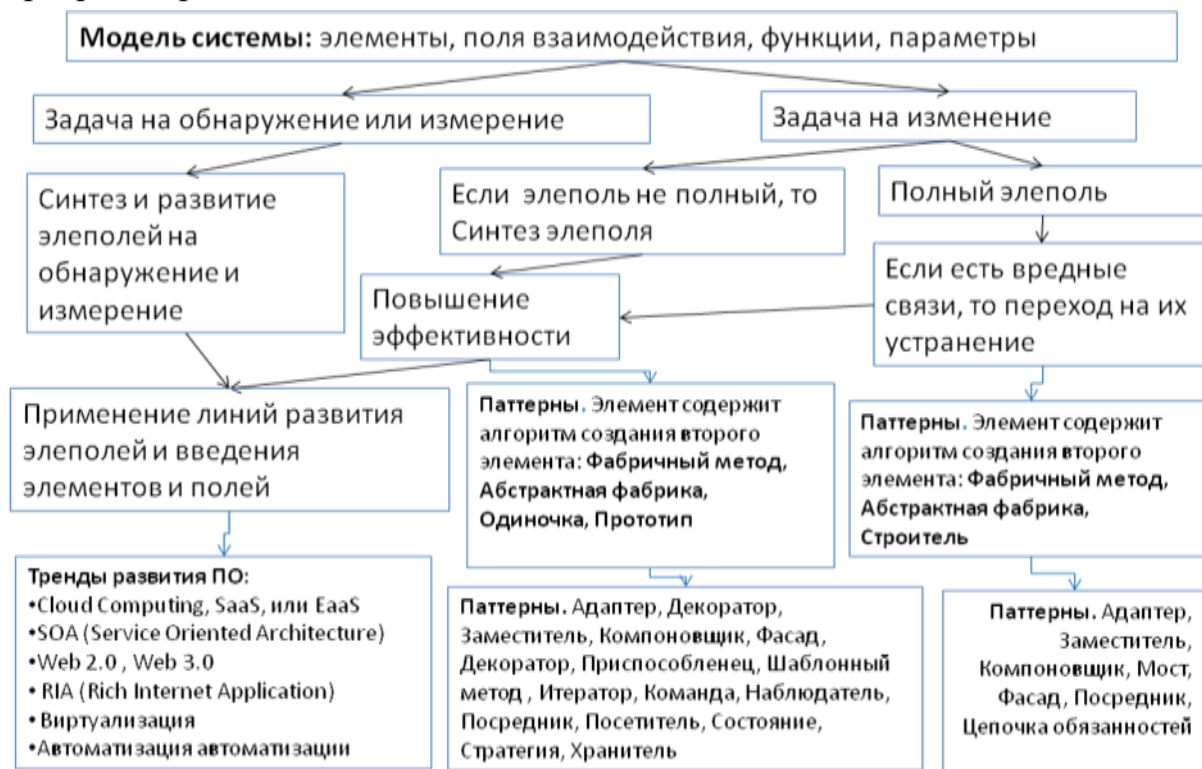 Модель системы: элементы, поля взаимодействия, функции, параметры
Задача на обнаружение или измерение
Задача на изменение
Синтез и развитие
элеполей на
обнаружение и
измерение
Если элеполь не полный, то
Синтез элеполя
Полный элеполь
Повышение
эффективности
Если есть вредные
связи, то переход на их
устранение
Применение линий развития
элеполей и введения
элементов и полей
Паттерны. Элемент содержит
алгоритм создания второго
элемента: Фабричный метод,
Абстрактная фабрика,
Одиночка, Прототип
Паттерны. Элемент содержит
алгоритм создания второго
элемента: Фабричный метод,
Абстрактная фабрика,
Строитель
Тренды развития ПО:
•Cloud Computing, SaaS, или EaaS
•SOA (Service Oriented Architecture)
•Web 2.0 , Web 3.0
• RIA (Rich Internet Application)
•Виртуализация
•Автоматизация автоматизации
Паттерны. Адаптер, Декоратор,
Заместитель, Компоновщик, Фасад,
Декоратор, Приспособленец, Шаблонный
метод , Итератор, Команда, Наблюдатель,
Посредник, Посетитель, Состояние,
Стратегия, Хранитель
Паттерны. Адаптер,
Заместитель,
Компоновщик, Мост,
Фасад, Посредник,
Цепочка обязанностей